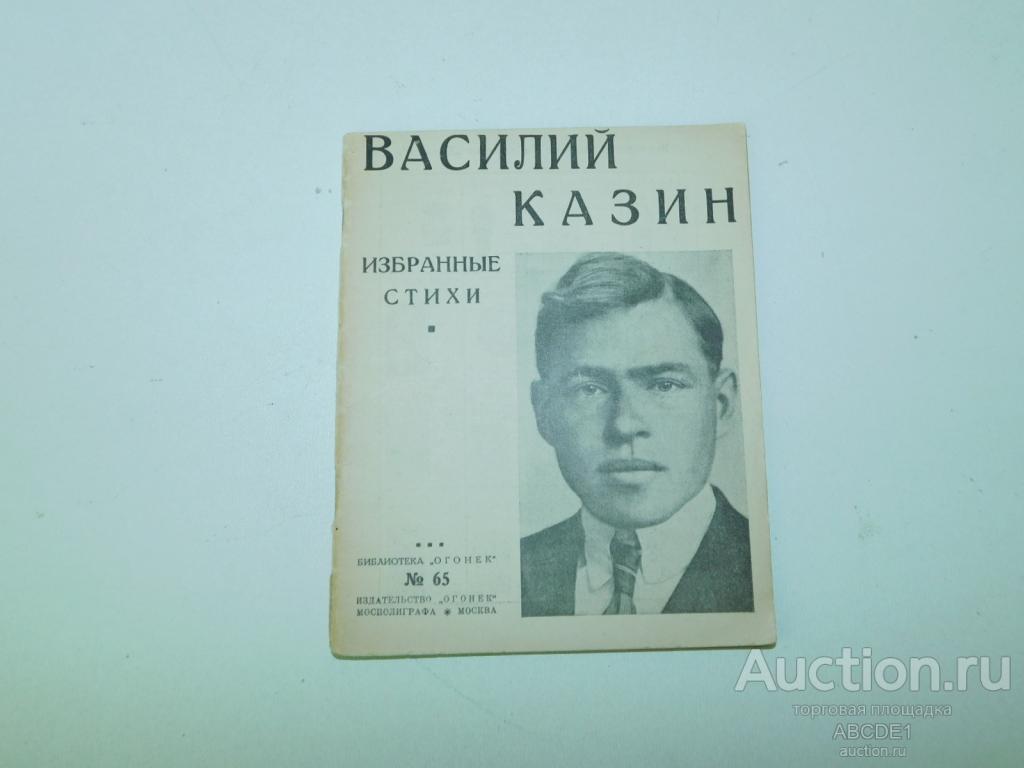 ВАСИЛИЙ
КАЗИН
ИЗБРАННЫЕ
СТИХИ
БИБЛИОТЕКА „ОГОНЕК“
№ 65
ИЗДАТЕЛЬСТВО „ОГОНЕК“
МОСПОЛИГРАФА * МОСКВА
Auction.ru
торговая площадка
ABCDE1
auction.ru